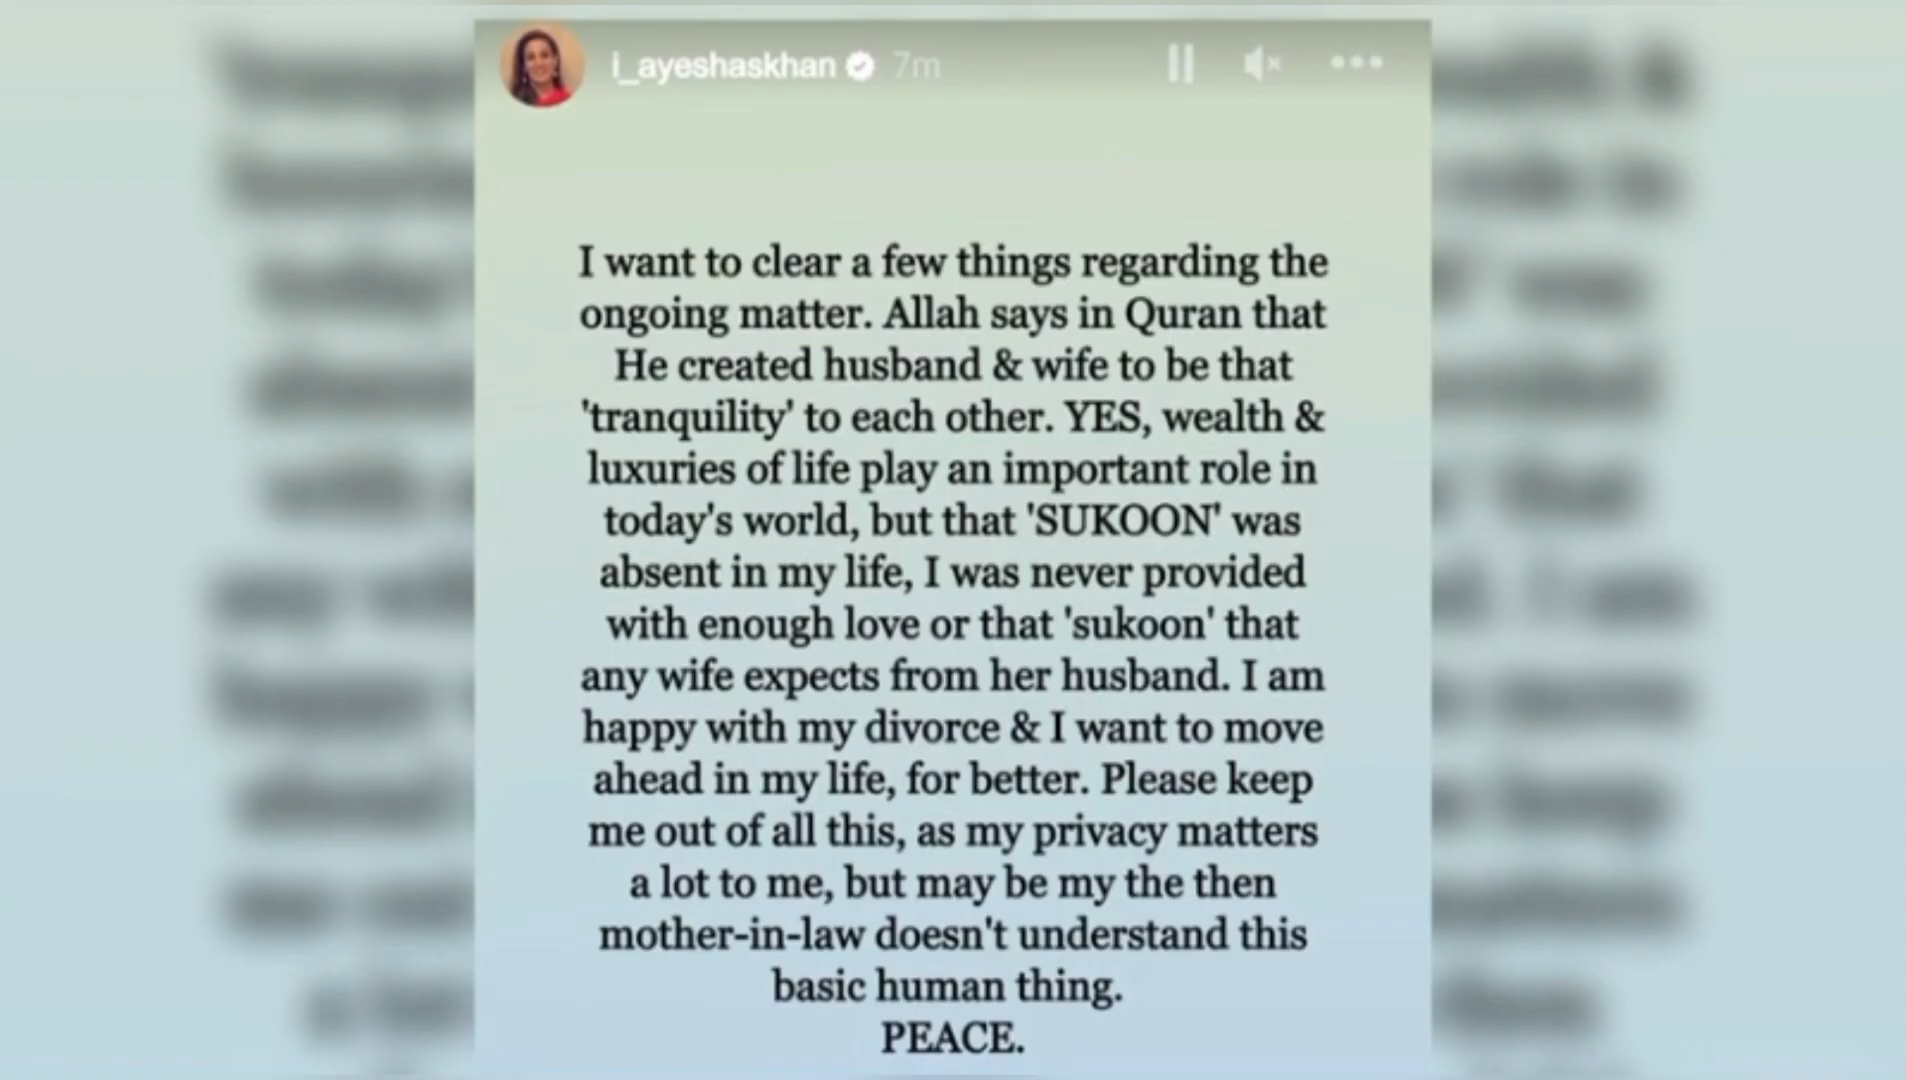 i_ayeshaskhan 7m
I want to clear a few things regarding the
ongoing matter. Allah says in Quran that
He created husband & wife to be that
'tranquility' to each other. YES, wealth &
luxuries of life play an important role in
today's world, but that 'SUKOON' was
absent in my life, I was never provided
with enough love or that 'sukoon' that
any wife expects from her husband. I am
happy with my divorce & I want to move
ahead in my life, for better. Please keep
me out of all this, as my privacy matters
a lot to me, but may be my the then
mother-in-law doesn't understand this
basic human thing.
PEACE.